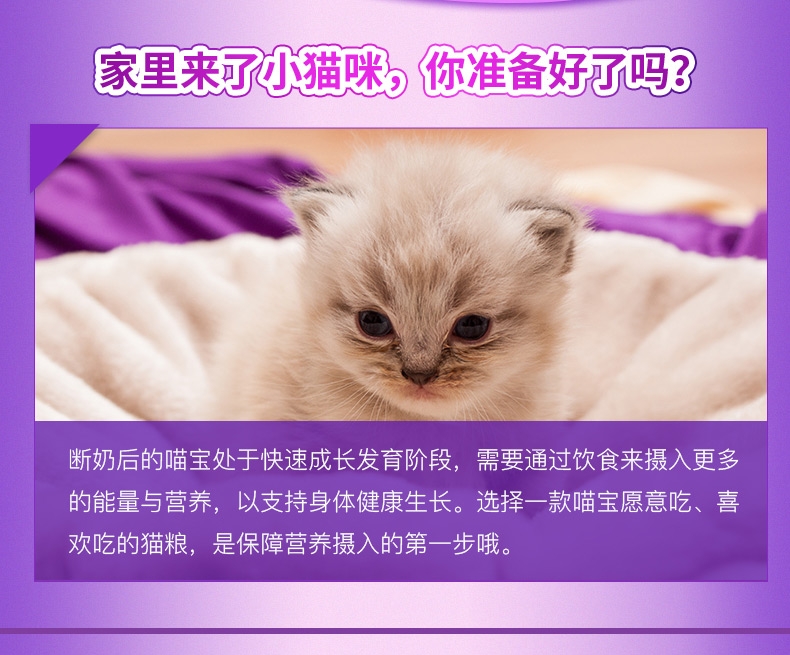 家里来了小猫咪，你准备好了吗？
断奶后的喵宝处于快速成长发育阶段，需要通过饮食来摄入更多
的能量与营养，以支持身体健康生长。选择一款喵宝愿意吃、喜
欢吃的猫粮，是保障营养摄入的第一步哦。